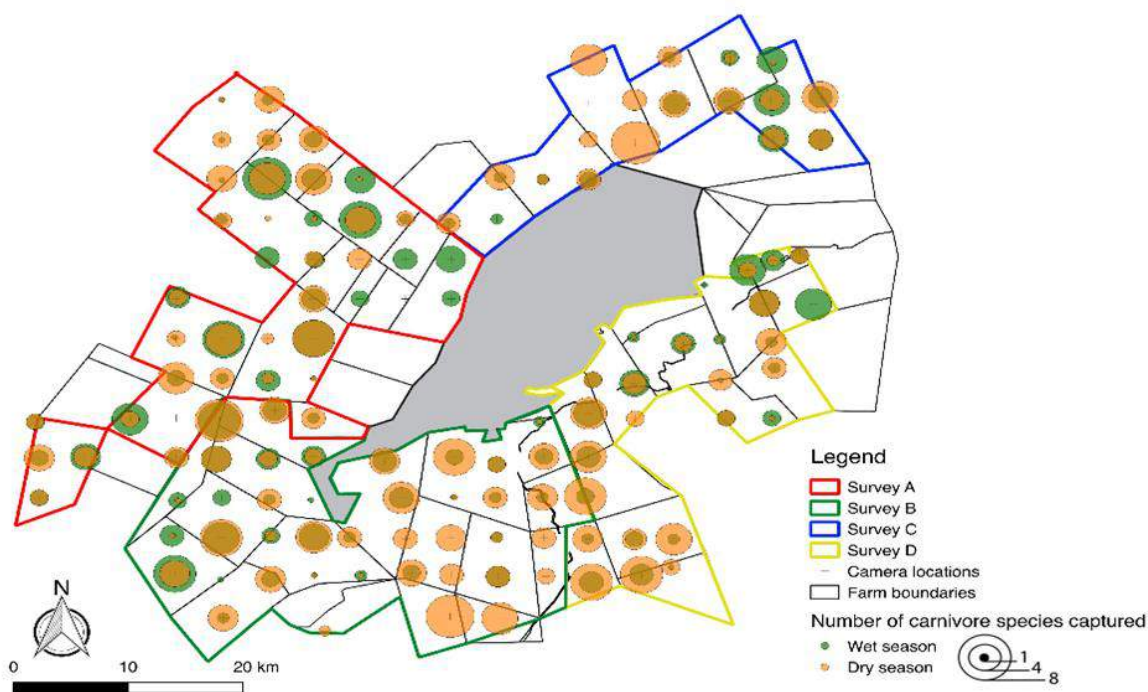 Legend
Survey A
Survey B
Survey C
Survey D
Camera locations
Farm boundaries
Number of carnivore species captured
Wet season
Dry season
1
4
8
N
0 10 20 km